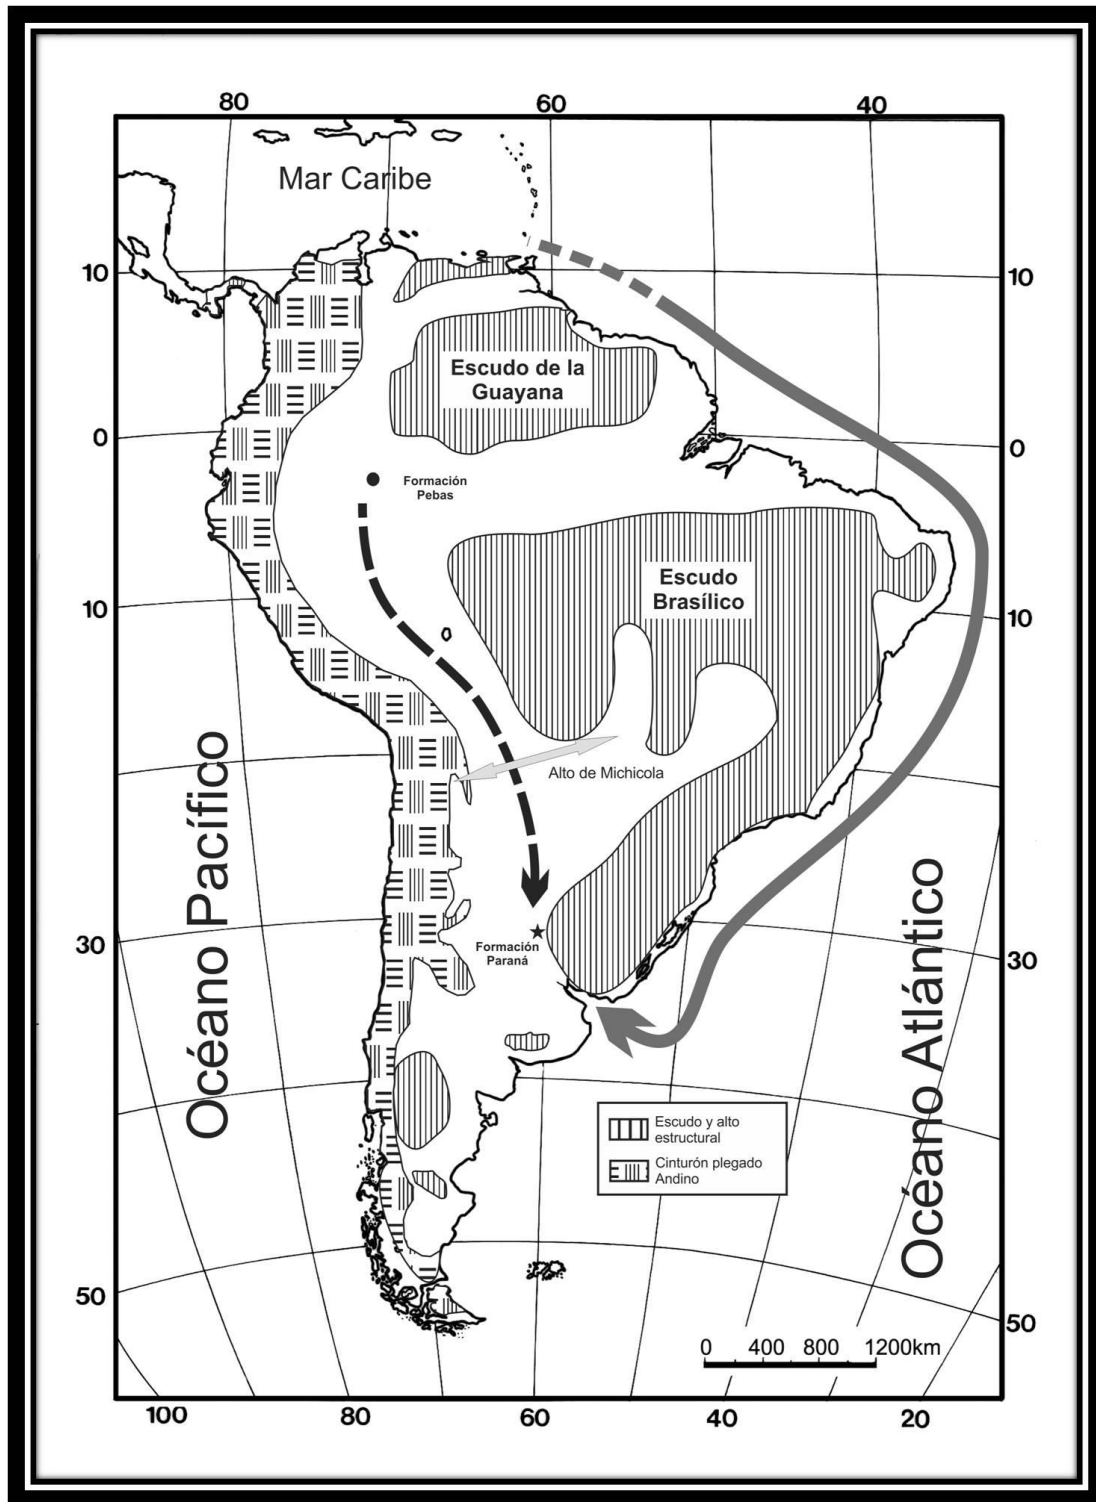 80
60
40
Mar Caribe
10
10
Escudo de la
Guayana
0
0
Formación
Pebas
Escudo
Brasílico
10
10
Alto de Michicola
Océano Pacífico
Océano Atlántico
30
Formación
Paraná
30
Escudo y alto
estructural
Cinturón plegado
Andino
50
50
0 400 800 1200km
100
80
60
40
20